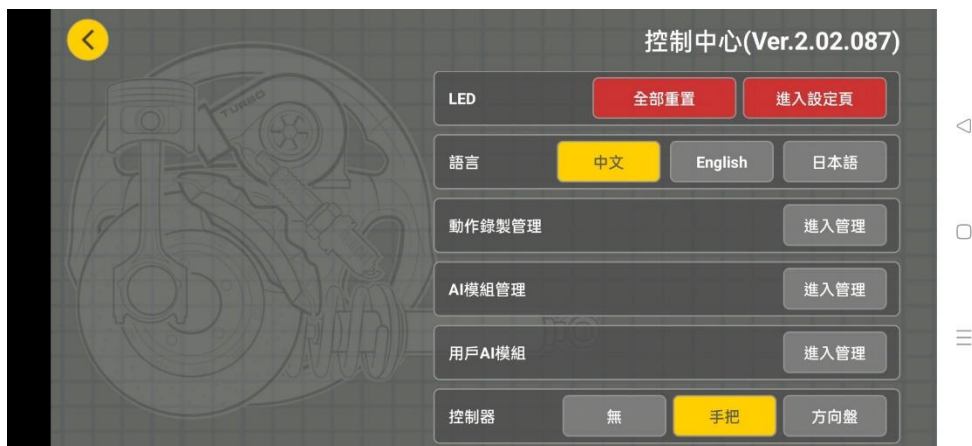 控制中心(Ver.2.02.087)
LED 全部重置 進入設定頁
語言 中文 English 日本語
動作錄製管理 進入管理
AI模組管理 進入管理
用戶AI模組 進入管理
控制器 無 手把 方向盤
TURBO